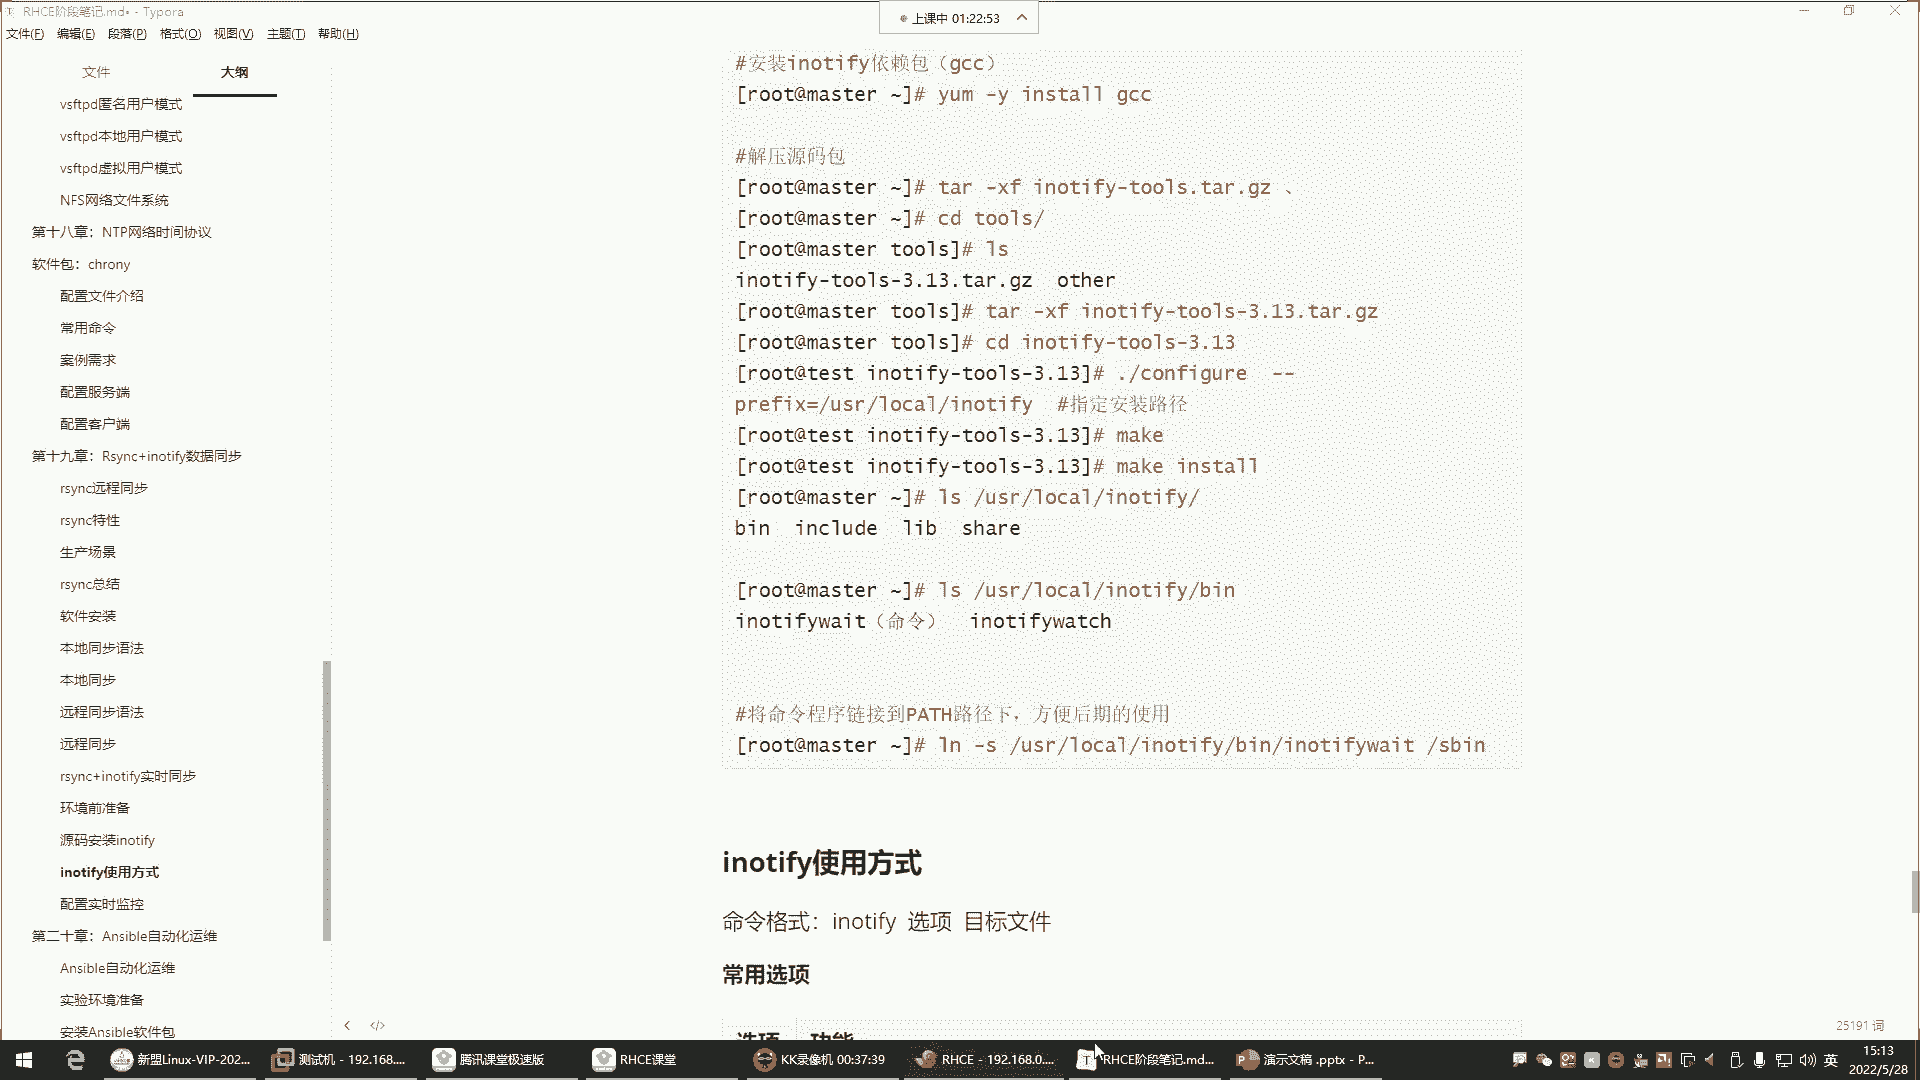 RHCE阶段笔记.md• - Typora
上课中 01:22:53
文件(F) 编辑(E) 段落(P) 格式(O) 视图(V) 主题(T) 帮助(H)
文件 大纲
vsftpd匿名用户模式
vsftpd本地用户模式
vsftpd虚拟用户模式
NFS网络文件系统
第十八章：NTP网络时间协议
软件包：chrony
配置文件介绍
常用命令
案例需求
配置服务端
配置客户端
第十九章：Rsync+inotify数据同步
rsync远程同步
rsync特性
生产场景
rsync总结
软件安装
本地同步语法
本地同步
远程同步语法
远程同步
rsync+inotify实时同步
环境前准备
源码安装inotify
inotify使用方式
配置实时监控
第二十章：Ansible自动化运维
Ansible自动化运维
实验环境准备
安装Ansible软件包
#安装inotify依赖包（gcc）
[root@master ~]# yum -y install gcc
#解压源码包
[root@master ~]# tar -xf inotify-tools.tar.gz 、
[root@master ~]# cd tools/
[root@master tools]# ls
inotify-tools-3.13.tar.gz  other
[root@master tools]# tar -xf inotify-tools-3.13.tar.gz
[root@master tools]# cd inotify-tools-3.13
[root@test inotify-tools-3.13]# ./configure  --
prefix=/usr/local/inotify  #指定安装路径
[root@test inotify-tools-3.13]# make
[root@test inotify-tools-3.13]# make install
[root@master ~]# ls /usr/local/inotify/
bin  include  lib  share
[root@master ~]# ls /usr/local/inotify/bin
inotifywait（命令）  inotifywatch
#将命令程序链接到PATH路径下，方便后期的使用
[root@master ~]# ln -s /usr/local/inotify/bin/inotifywait /sbin
inotify使用方式
命令格式：inotify 选项 目标文件
常用选项
选项 功能
25191 词
新盟Linux-VIP-202... 测试机 - 192.168.... 腾讯课堂极速版 RHCE课堂 KK录像机 00:37:39 RHCE - 192.168.0.... RHCE阶段笔记.md... 演示文稿 .pptx - P...
英
15:13
2022/5/28